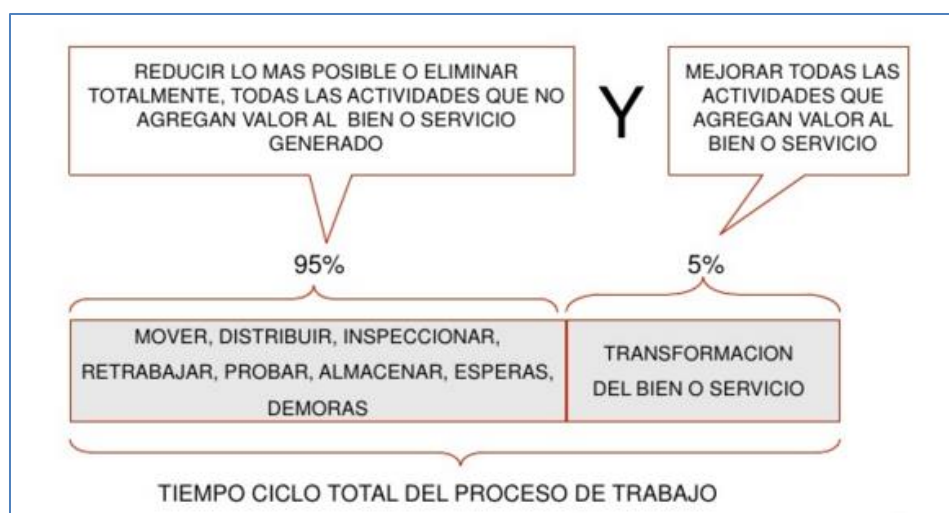 REDUCIR LO MAS POSIBLE O ELIMINAR
TOTALMENTE, TODAS LAS ACTIVIDADES QUE NO
AGREGAN VALOR AL BIEN O SERVICIO
GENERADO
Y
MEJORAR TODAS LAS
ACTIVIDADES QUE
AGREGAN VALOR AL
BIEN O SERVICIO
95%
5%
MOVER, DISTRIBUIR, INSPECCIONAR,
RETRABAJAR, PROBAR, ALMACENAR, ESPERAS,
DEMORAS
TRANSFORMACION
DEL BIEN O SERVICIO
TIEMPO CICLO TOTAL DEL PROCESO DE TRABAJO